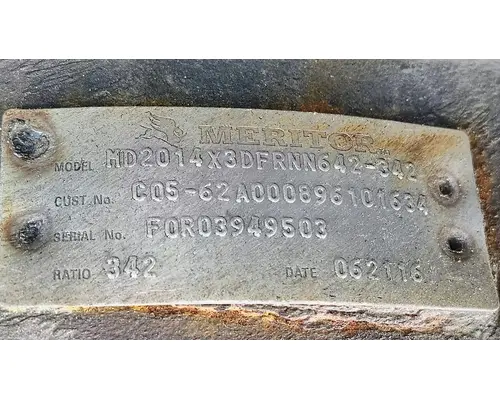 MERITOR
MODEL MD2014X3DFRNN642-342
CUST. No. C05-62A000896101634
SERIAL No. FOR03949503
RATIO 342 DATE 062116